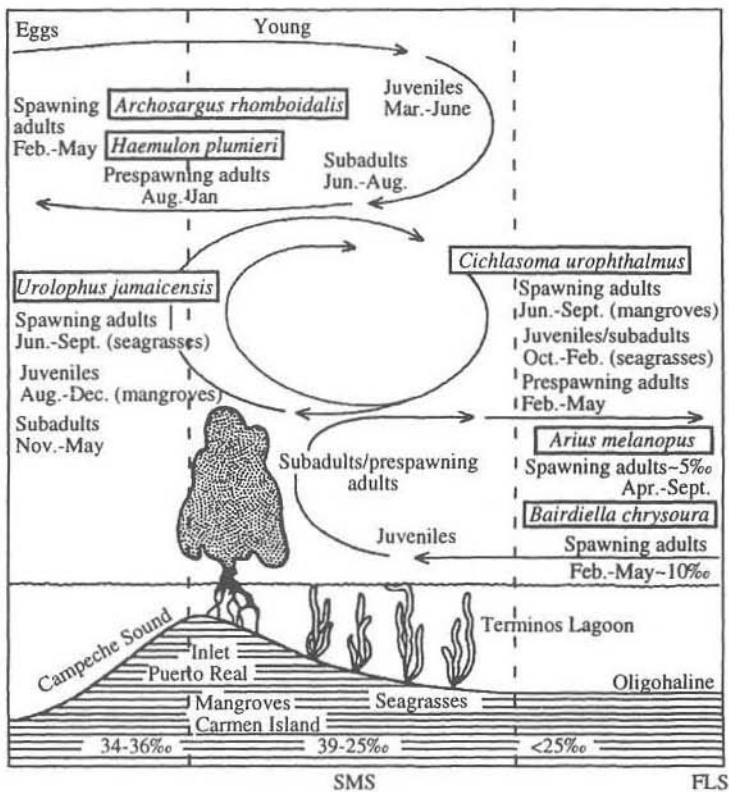 Eggs
Young
Juveniles
Mar.-June
Spawning
adults
Feb.-May
Archosargus rhomboidalis
Haemulon plumieri
Prespawning adults
Aug.-Jan
Subadults
Jun.-Aug.
Urolophus jamaicensis
Spawning adults
Jun.-Sept. (seagrasses)
Juveniles
Aug.-Dec. (mangroves)
Subadults
Nov.-May
Cichlasoma urophthalmus
Spawning adults
Jun.-Sept. (mangroves)
Juveniles/subadults
Oct.-Feb. (seagrasses)
Prespawning adults
Feb.-May
Arius melanopus
Spawning adults~5‰
Apr.-Sept.
Bairdiella chrysoura
Spawning adults
Feb.-May~10‰
Subadults/prespawning
adults
Juveniles
Campeche Sound
Inlet
Puerto Real
Terminos Lagoon
Oligohaline
Mangroves
Carmen Island
Seagrasses
34-36‰
39-25‰
<25‰
SMS
FLS